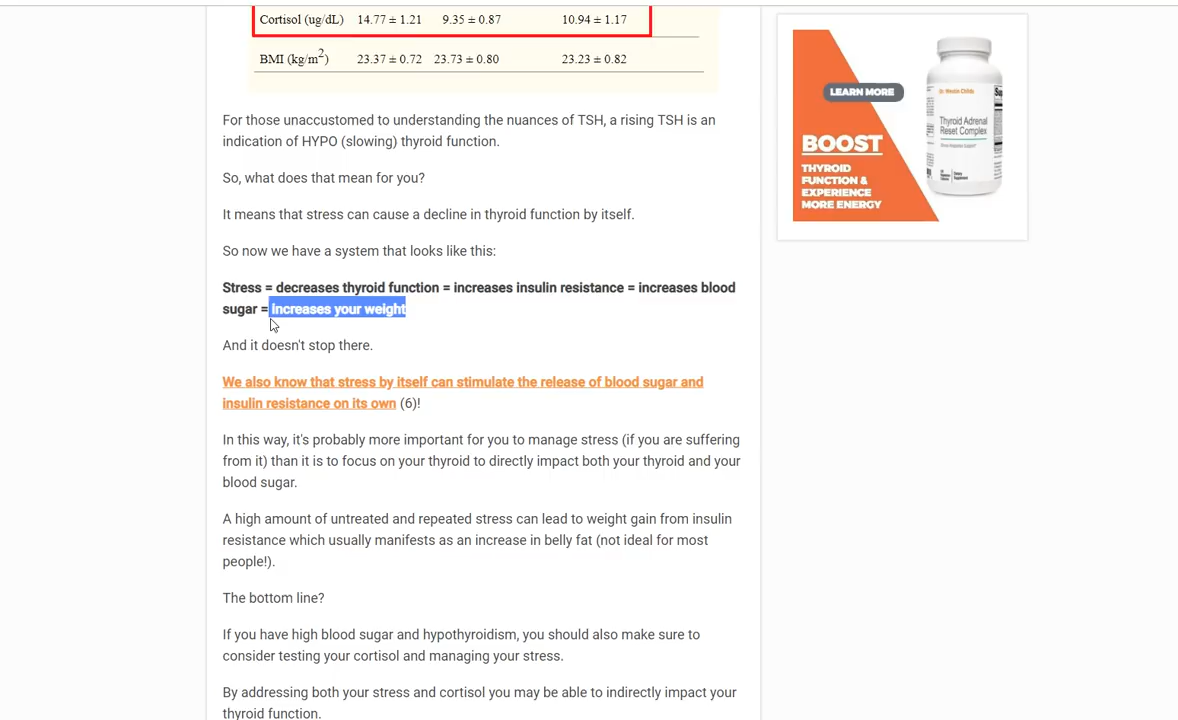 Cortisol (ug/dL) 14.77 ± 1.21 9.35 ± 0.87 10.94 ± 1.17
BMI (kg/m2) 23.37 ± 0.72 23.73 ± 0.80 23.23 ± 0.82
For those unaccustomed to understanding the nuances of TSH, a rising TSH is an
indication of HYPO (slowing) thyroid function.
So, what does that mean for you?
It means that stress can cause a decline in thyroid function by itself.
So now we have a system that looks like this:
Stress = decreases thyroid function = increases insulin resistance = increases blood
sugar = increases your weight
And it doesn't stop there.
We also know that stress by itself can stimulate the release of blood sugar and
insulin resistance on its own (6)!
In this way, it's probably more important for you to manage stress (if you are suffering
from it) than it is to focus on your thyroid to directly impact both your thyroid and your
blood sugar.
A high amount of untreated and repeated stress can lead to weight gain from insulin
resistance which usually manifests as an increase in belly fat (not ideal for most
people!).
The bottom line?
If you have high blood sugar and hypothyroidism, you should also make sure to
consider testing your cortisol and managing your stress.
By addressing both your stress and cortisol you may be able to indirectly impact your
thyroid function.
LEARN MORE
BOOST
THYROID
FUNCTION &
EXPERIENCE
MORE ENERGY
Dr. Westin Childs
Thyroid Adrenal
Reset Complex